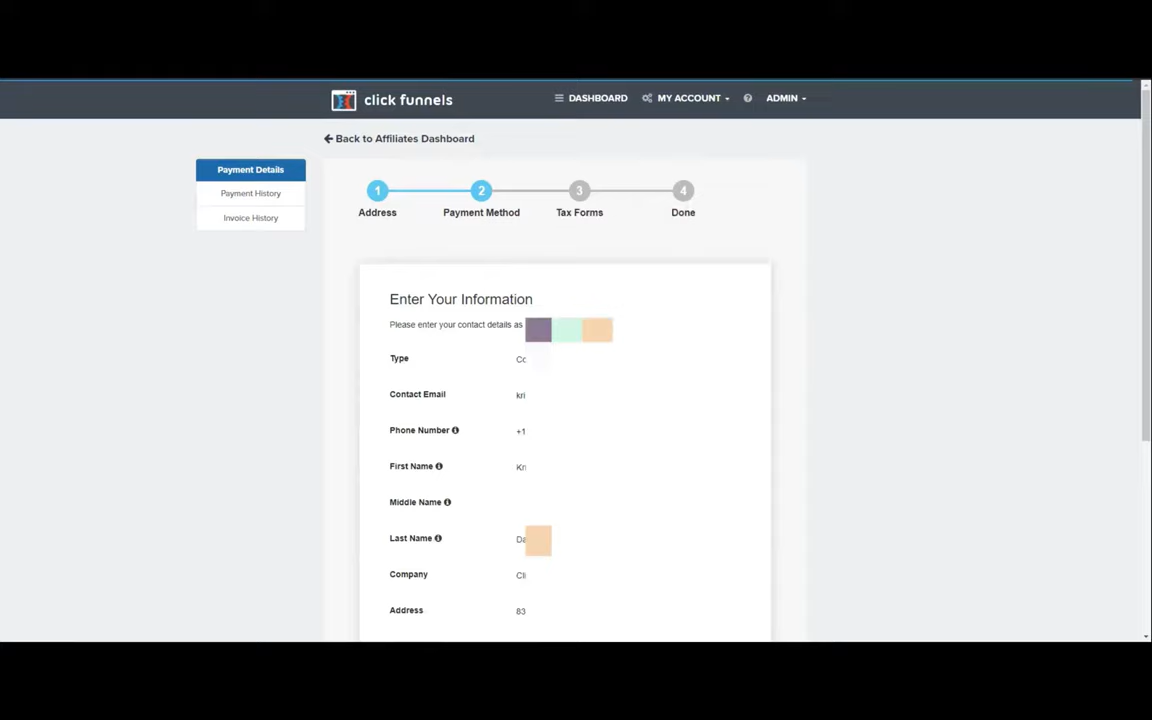 click funnels
DASHBOARD MY ACCOUNT ADMIN
Back to Affiliates Dashboard
Payment Details
Payment History
Invoice History
1 2 3 4
Address Payment Method Tax Forms Done
Enter Your Information
Please enter your contact details as
Type
Contact Email kri
Phone Number +1
First Name
Middle Name
Last Name Da
Company
Address 83